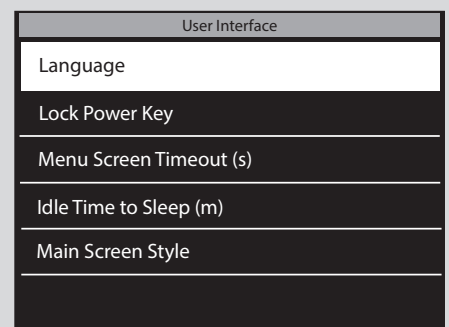 User Interface
Language
Lock Power Key
Menu Screen Timeout (s)
Idle Time to Sleep (m)
Main Screen Style